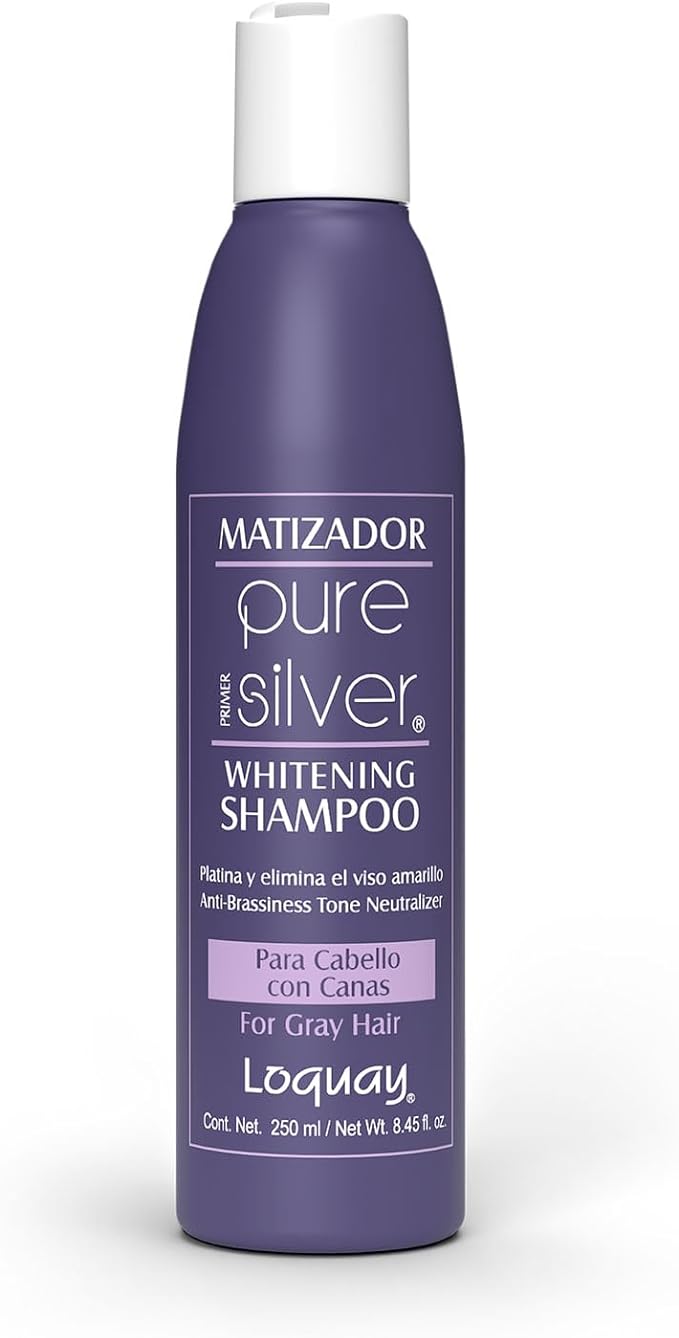 MATIZADOR
pure
PRIMER
silver®
WHITENING
SHAMPOO
Platina y elimina el viso amarillo
Anti-Brassiness Tone Neutralizer
Para Cabello
con Canas
For Gray Hair
Loquay®
Cont. Net. 250 ml / Net Wt. 8.45 fl. oz.